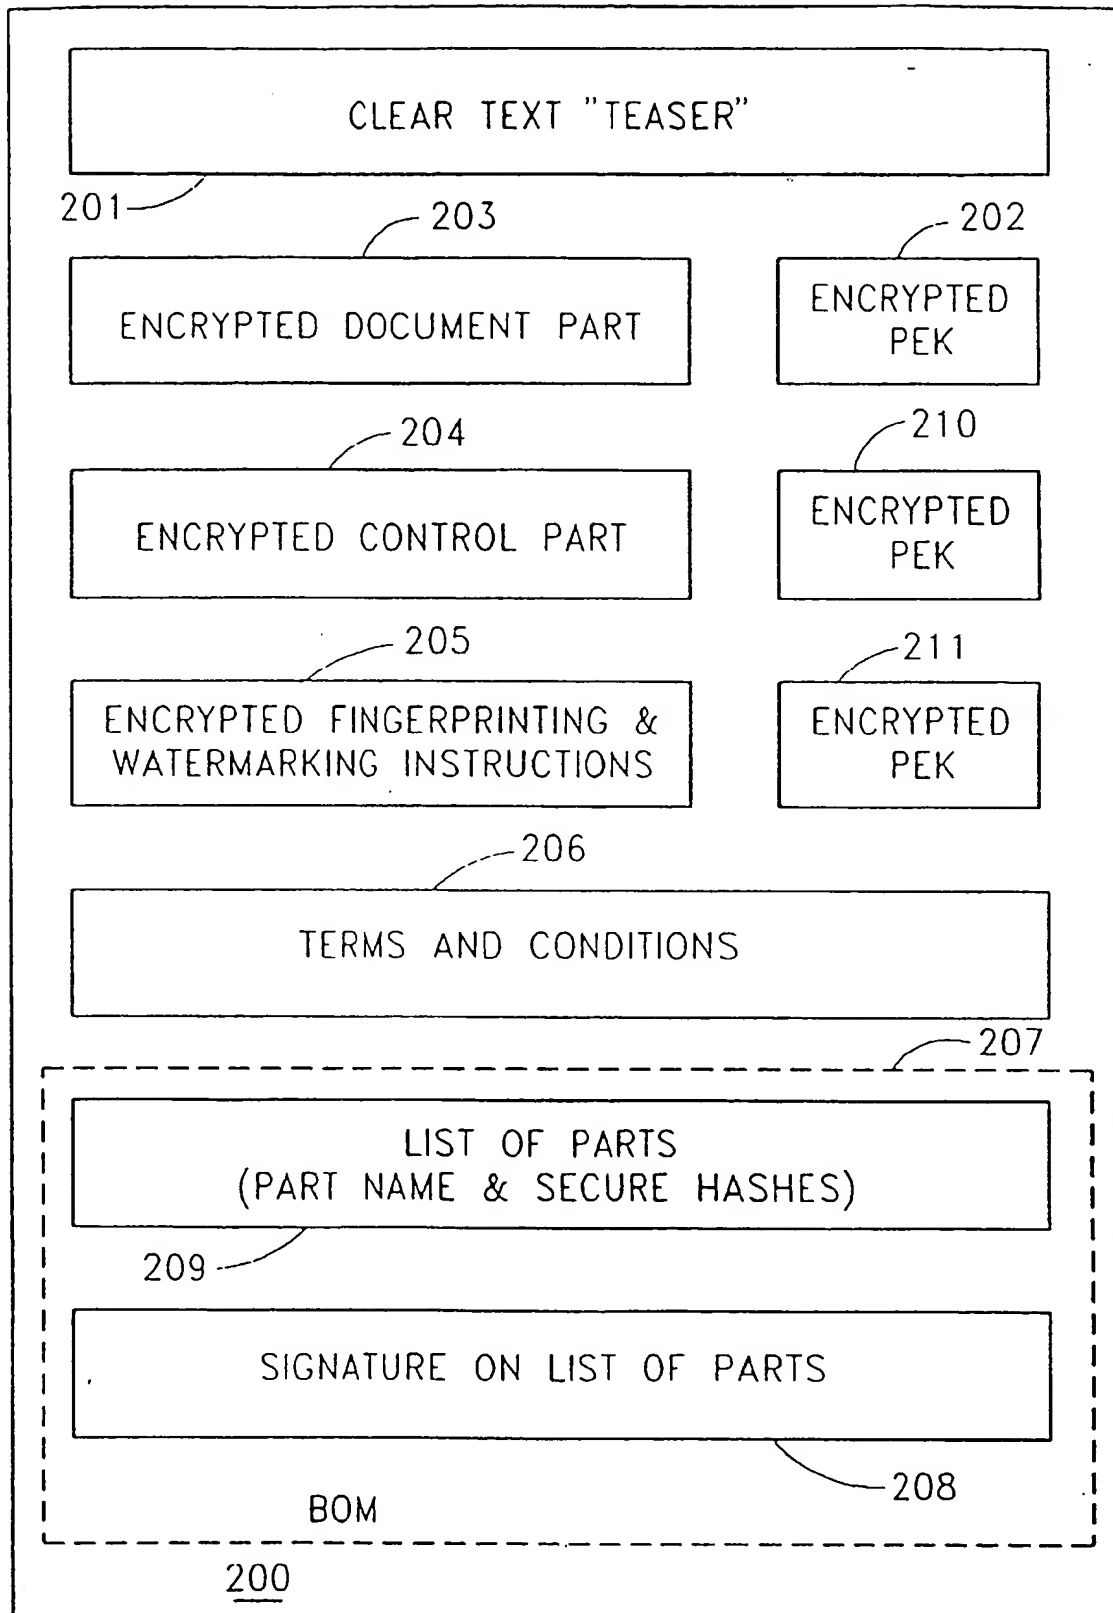 CLEAR TEXT "TEASER"
201
203
202
ENCRYPTED DOCUMENT PART
ENCRYPTED
PEK
204
210
ENCRYPTED CONTROL PART
ENCRYPTED
PEK
205
211
ENCRYPTED FINGERPRINTING &
WATERMARKING INSTRUCTIONS
ENCRYPTED
PEK
206
TERMS AND CONDITIONS
207
LIST OF PARTS
(PART NAME & SECURE HASHES)
209
SIGNATURE ON LIST OF PARTS
208
BOM
200